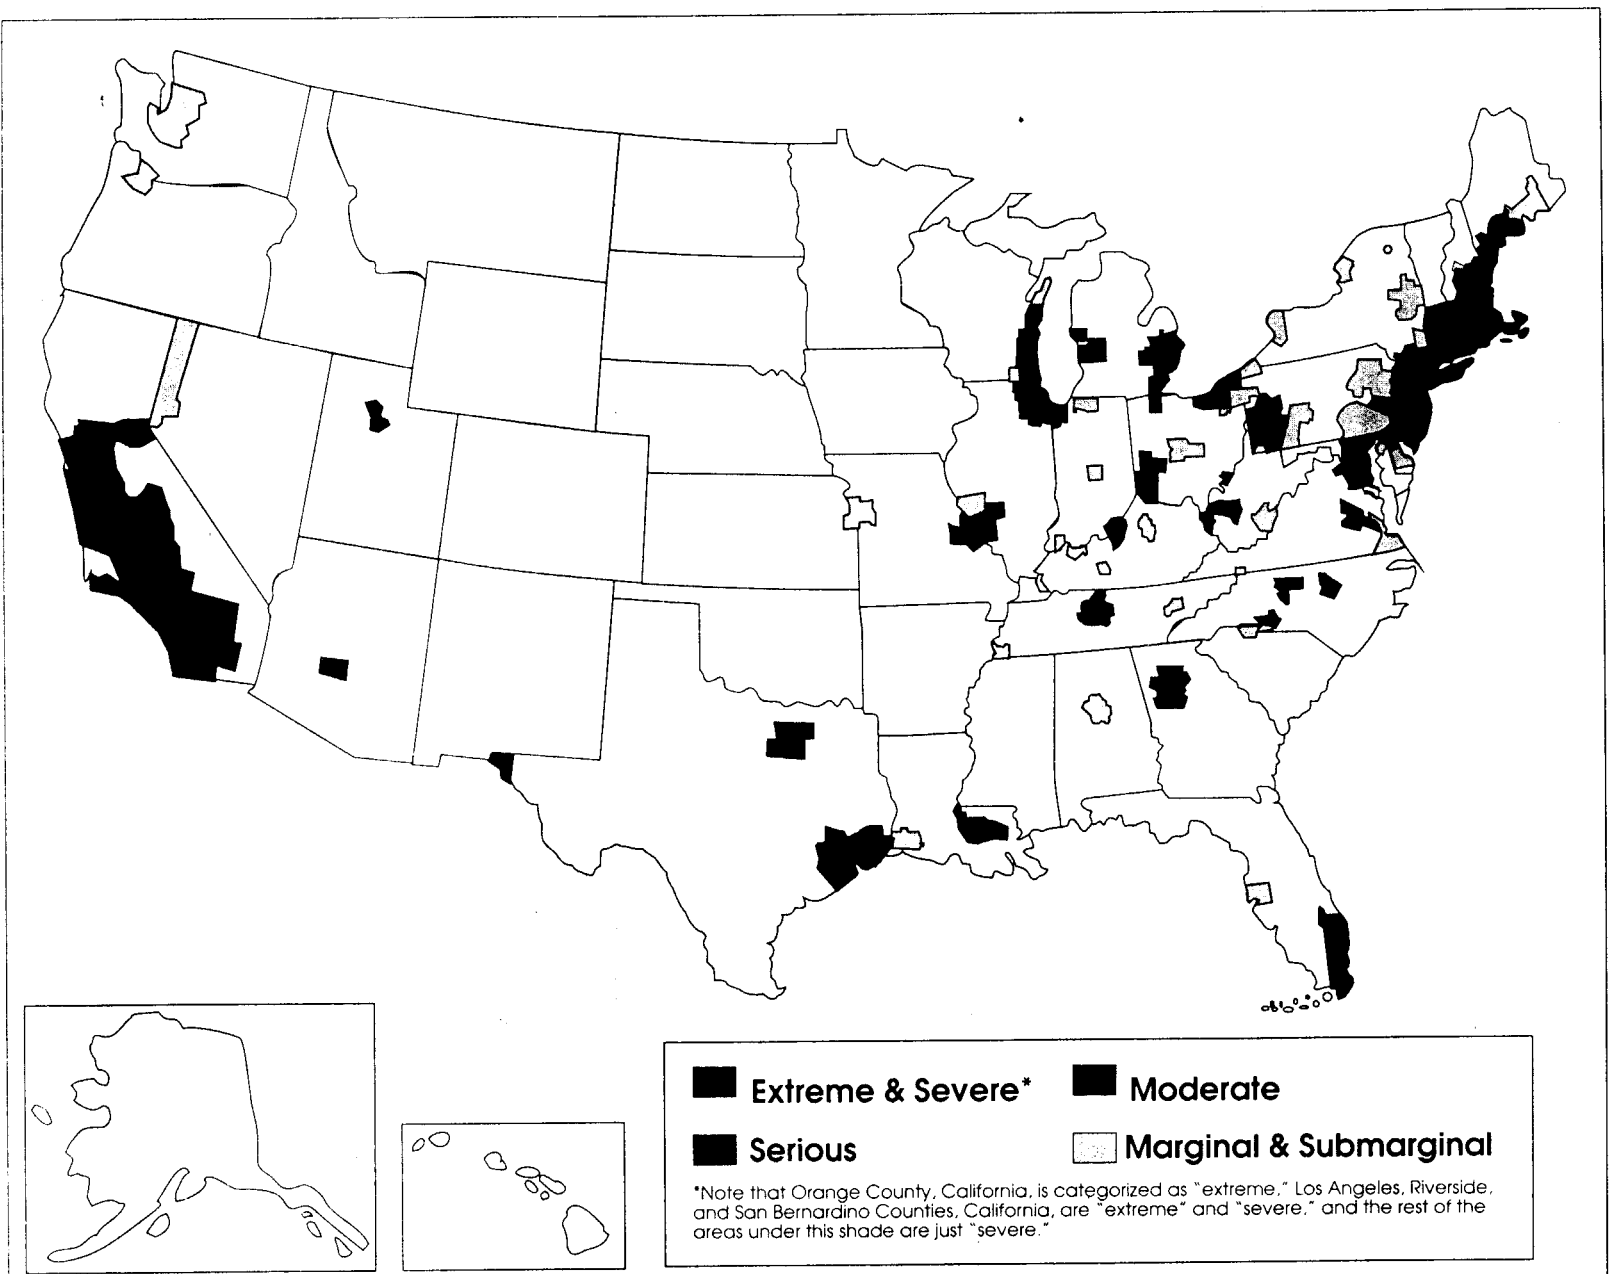 Extreme & Severe*
Moderate
Serious
Marginal & Submarginal
*Note that Orange County, California, is categorized as "extreme," Los Angeles, Riverside,
and San Bernardino Counties, California, are "extreme" and "severe," and the rest of the
areas under this shade are just "severe."